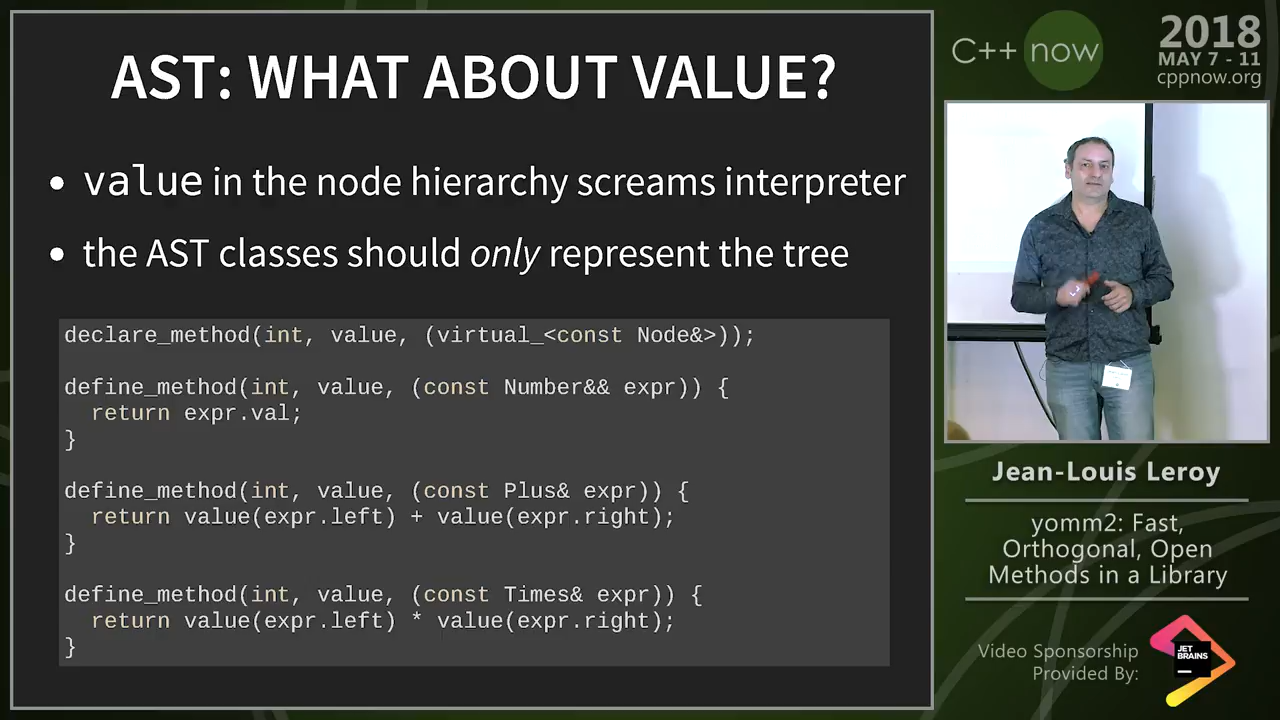 AST: WHAT ABOUT VALUE?
• value in the node hierarchy screams interpreter
• the AST classes should only represent the tree
declare_method(int, value, (virtual_<const Node&>));
define_method(int, value, (const Number&& expr)) {
  return expr.val;
}
define_method(int, value, (const Plus& expr)) {
  return value(expr.left) + value(expr.right);
}
define_method(int, value, (const Times& expr)) {
  return value(expr.left) * value(expr.right);
}
C++ now
2018
MAY 7 - 11
cppnow.org
Jean-Louis Leroy
yomm2: Fast,
Orthogonal, Open
Methods in a Library
Video Sponsorship
Provided By:
JET
BRAINS